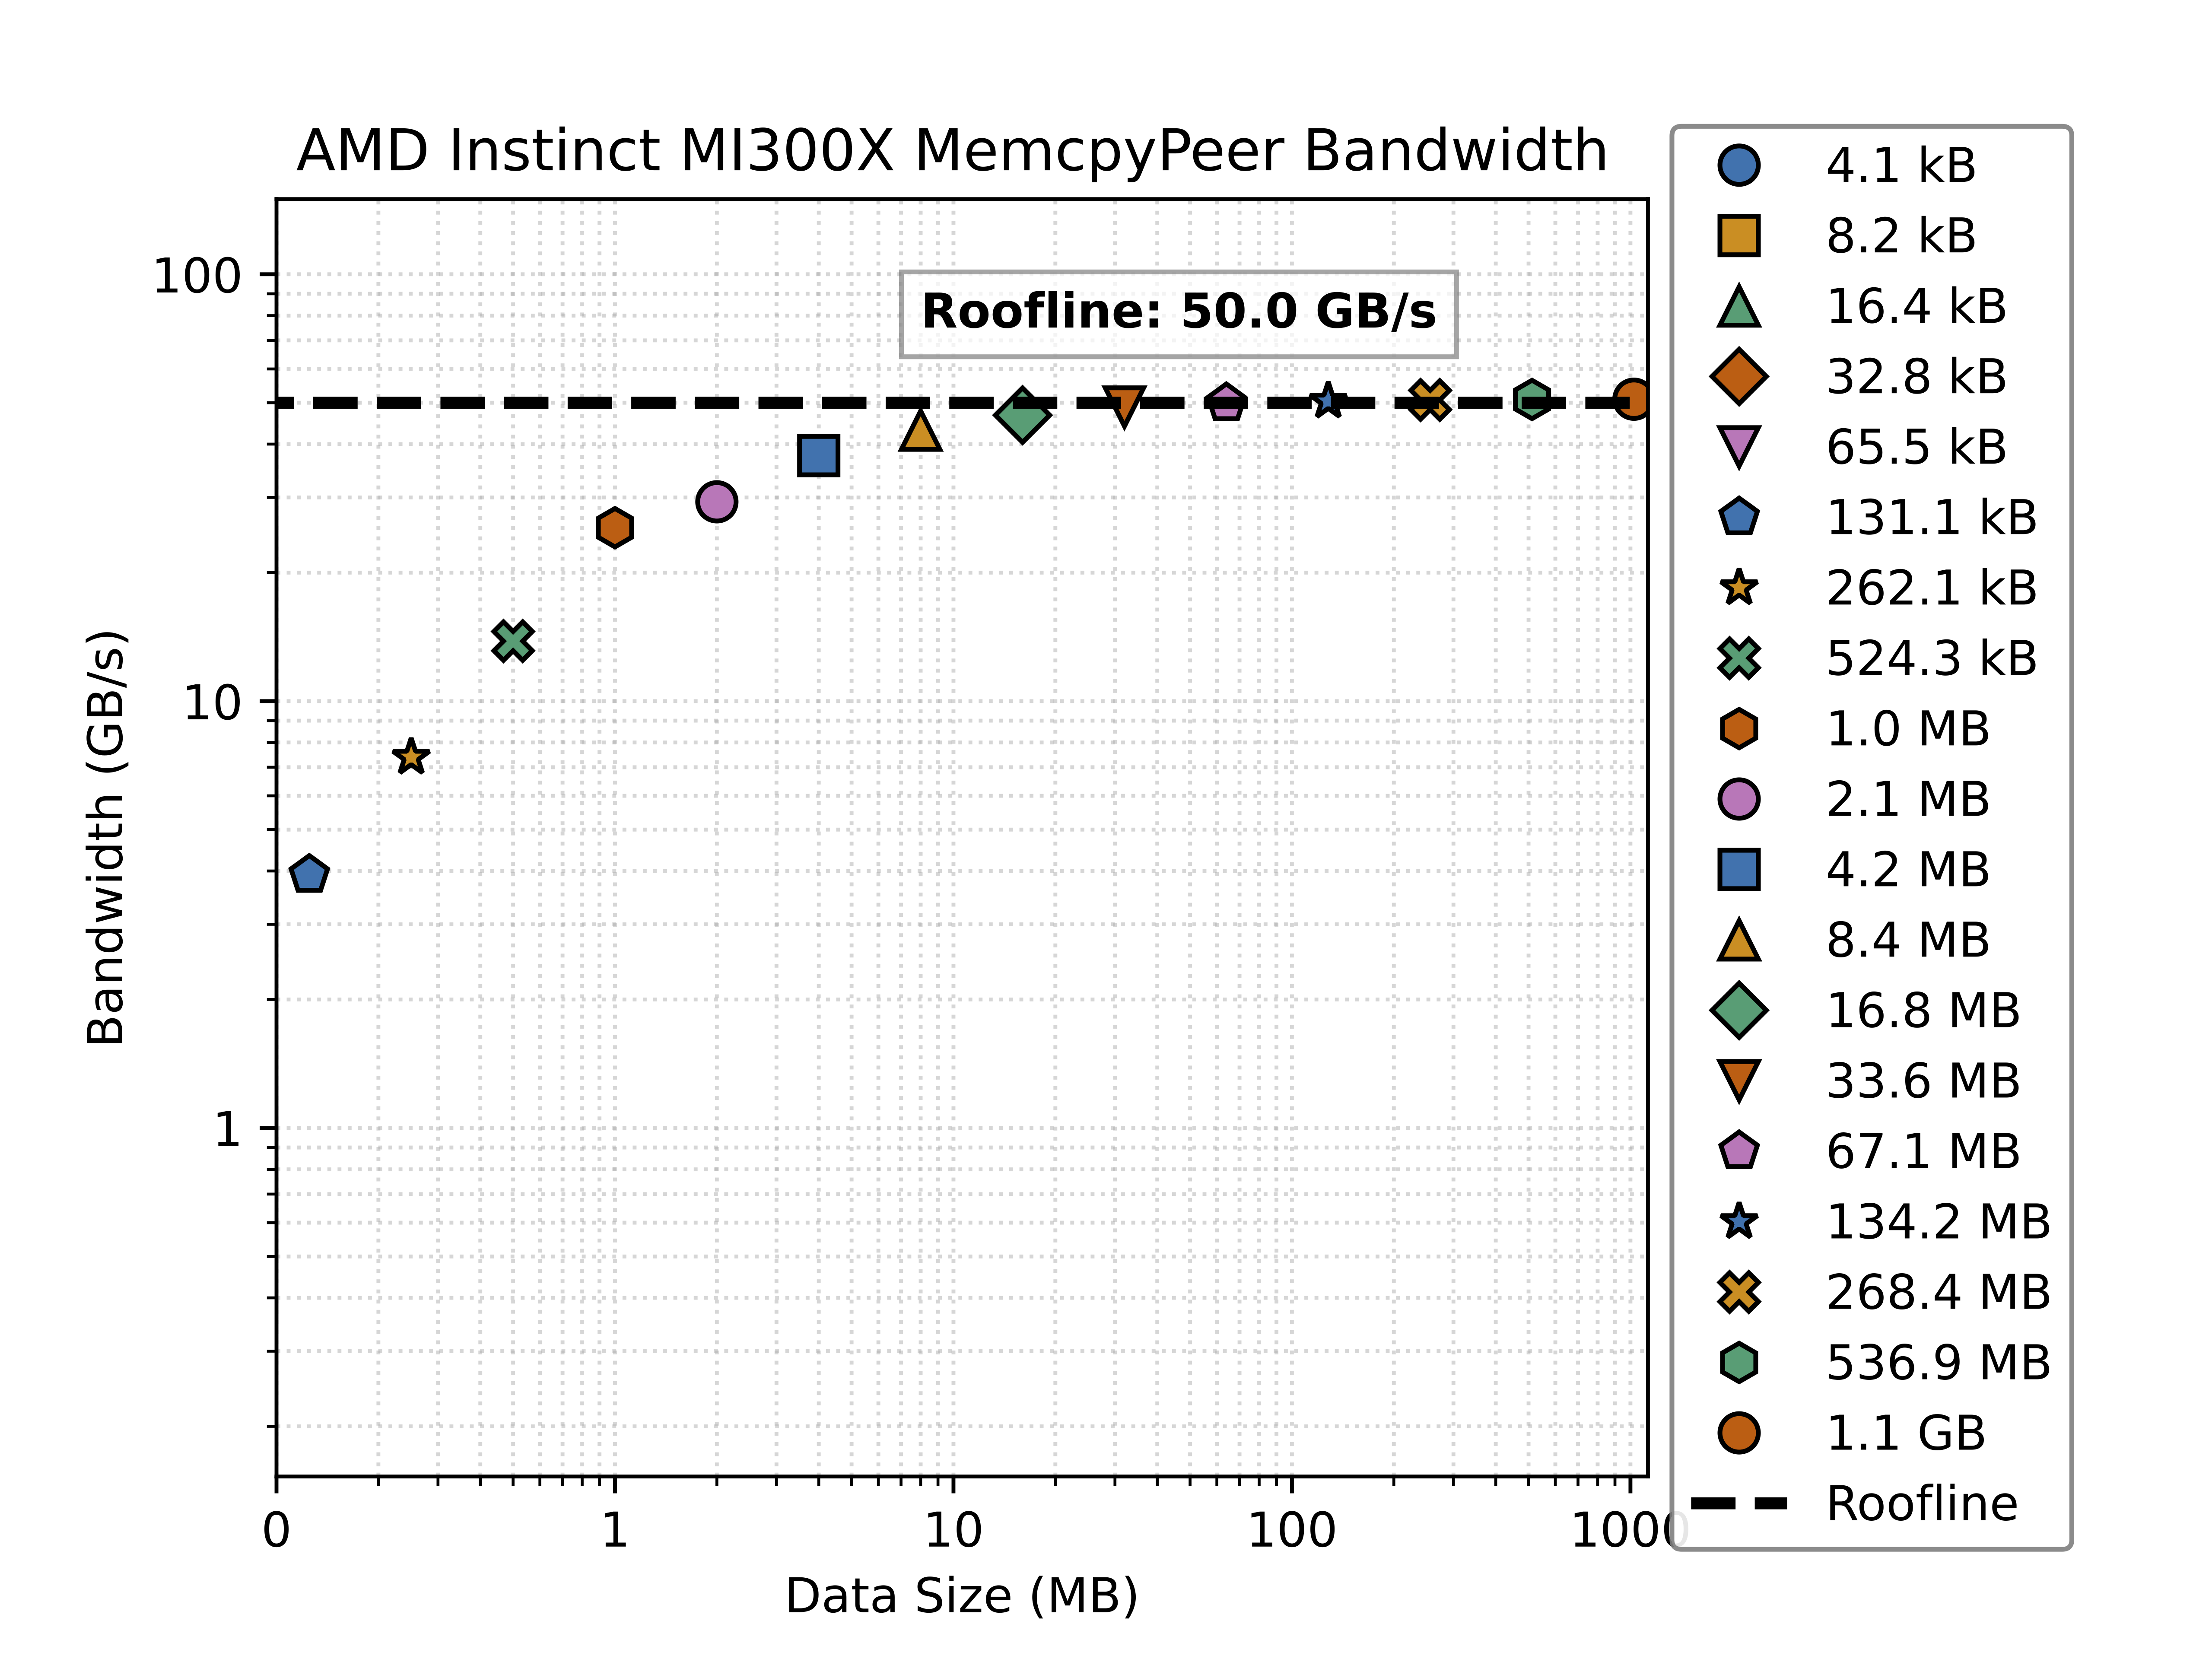 AMD Instinct MI300X MemcpyPeer Bandwidth
Roofline: 50.0 GB/s
100
10
1
Bandwidth (GB/s)
0
1
10
100
1000
Data Size (MB)
4.1 kB
8.2 kB
16.4 kB
32.8 kB
65.5 kB
131.1 kB
262.1 kB
524.3 kB
1.0 MB
2.1 MB
4.2 MB
8.4 MB
16.8 MB
33.6 MB
67.1 MB
134.2 MB
268.4 MB
536.9 MB
1.1 GB
Roofline